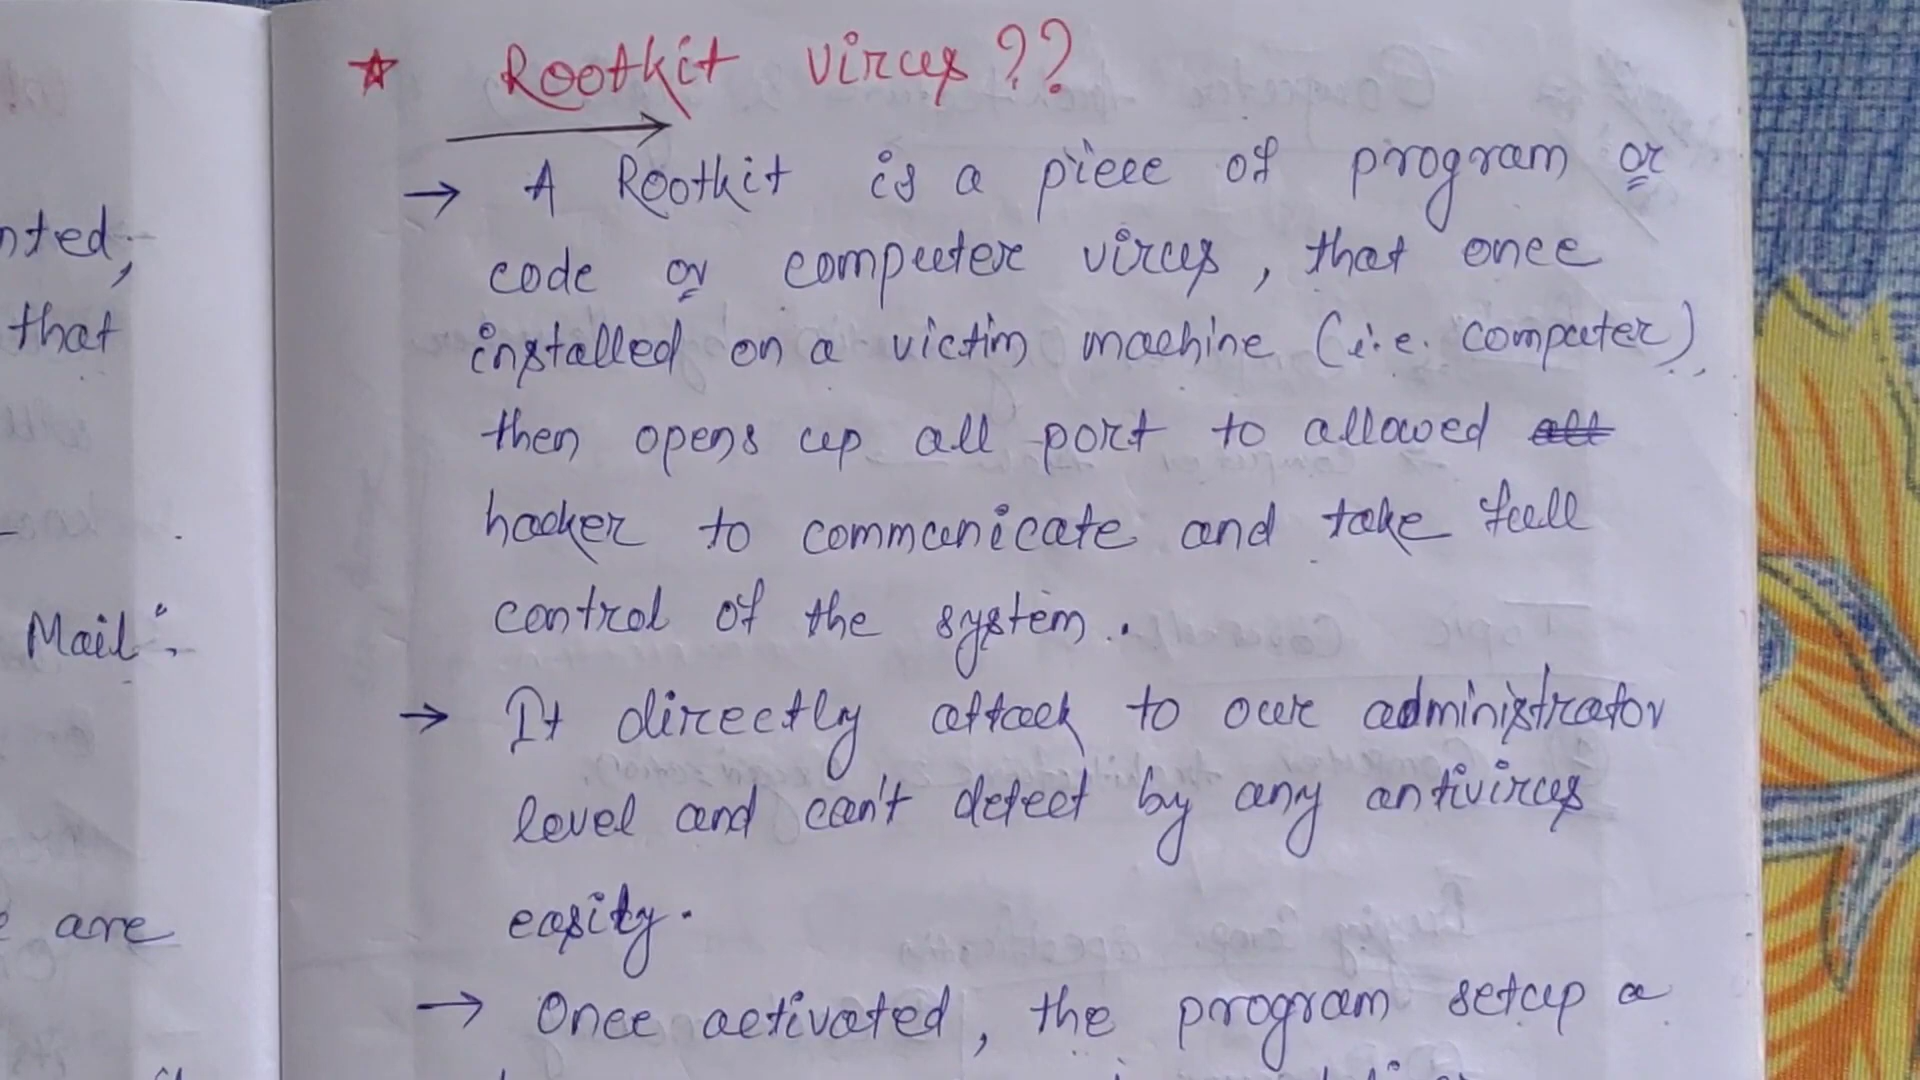 nted;
that
Mail:
are
☆ Rootkit virus??
→ A Rootkit is a piece of program or
code or computer virus, that once
installed on a victim machine (i.e. computer),
then opens up all port to allowed all
hacker to communicate and take full
control of the system.
→ It directly attack to our administrator
level and can't detect by any antivirus
easity.
→ Once activated, the program setup a